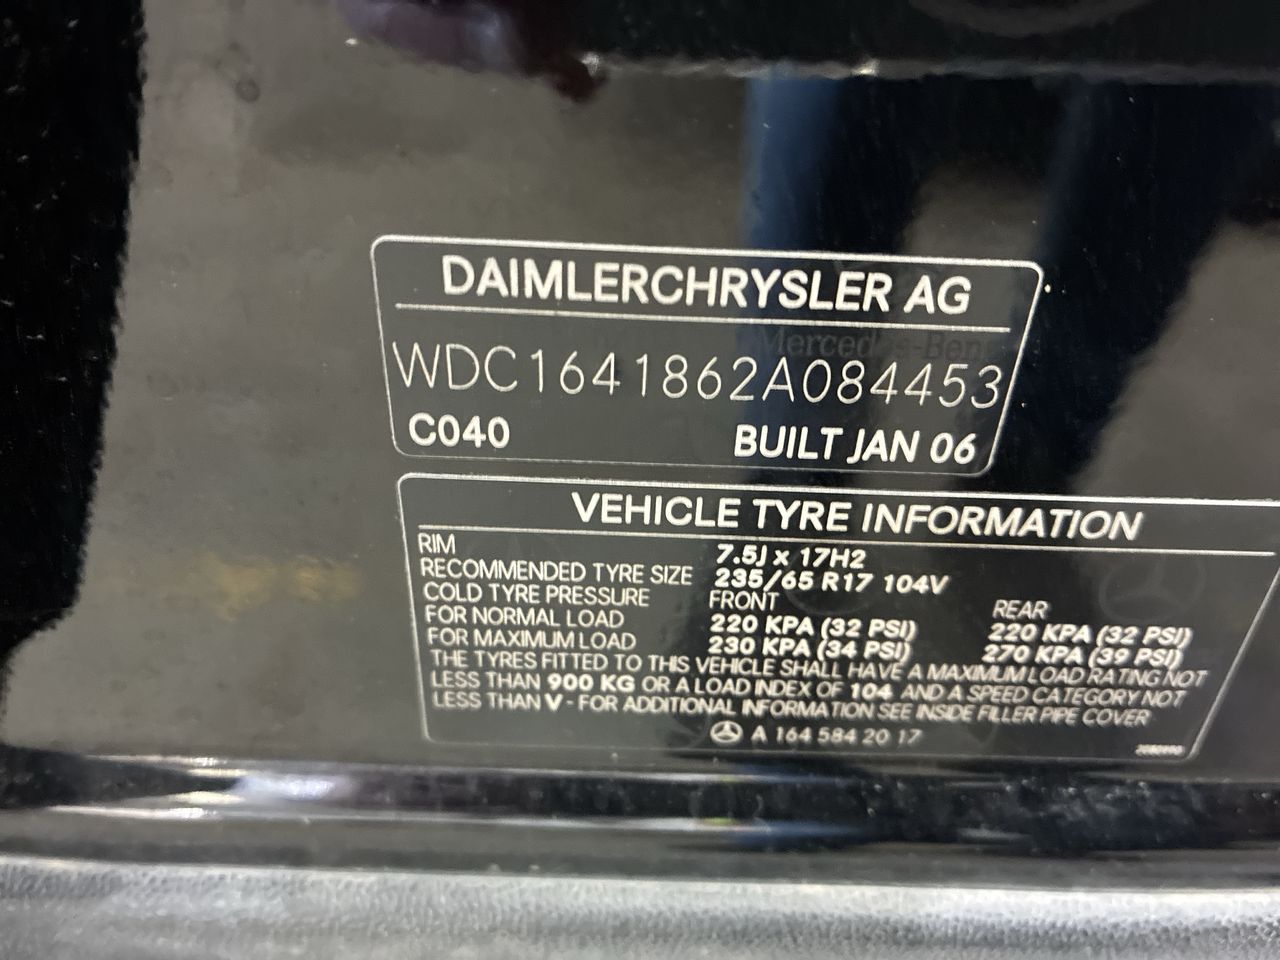 DAIMLERCHRYSLER AG
WDC1641862A084453
C040 BUILT JAN 06
VEHICLE TYRE INFORMATION
RIM 7.5J x 17H2
RECOMMENDED TYRE SIZE 235/65 R17 104V
COLD TYRE PRESSURE FRONT REAR
FOR NORMAL LOAD 220 KPA (32 PSI) 220 KPA (32 PSI)
FOR MAXIMUM LOAD 230 KPA (34 PSI) 270 KPA (39 PSI)
THE TYRES FITTED TO THIS VEHICLE SHALL HAVE A MAXIMUM LOAD RATING NOT
LESS THAN 900 KG OR A LOAD INDEX OF 104 AND A SPEED CATEGORY NOT
LESS THAN V - FOR ADDITIONAL INFORMATION SEE INSIDE FILLER PIPE COVER
A 164 584 20 17